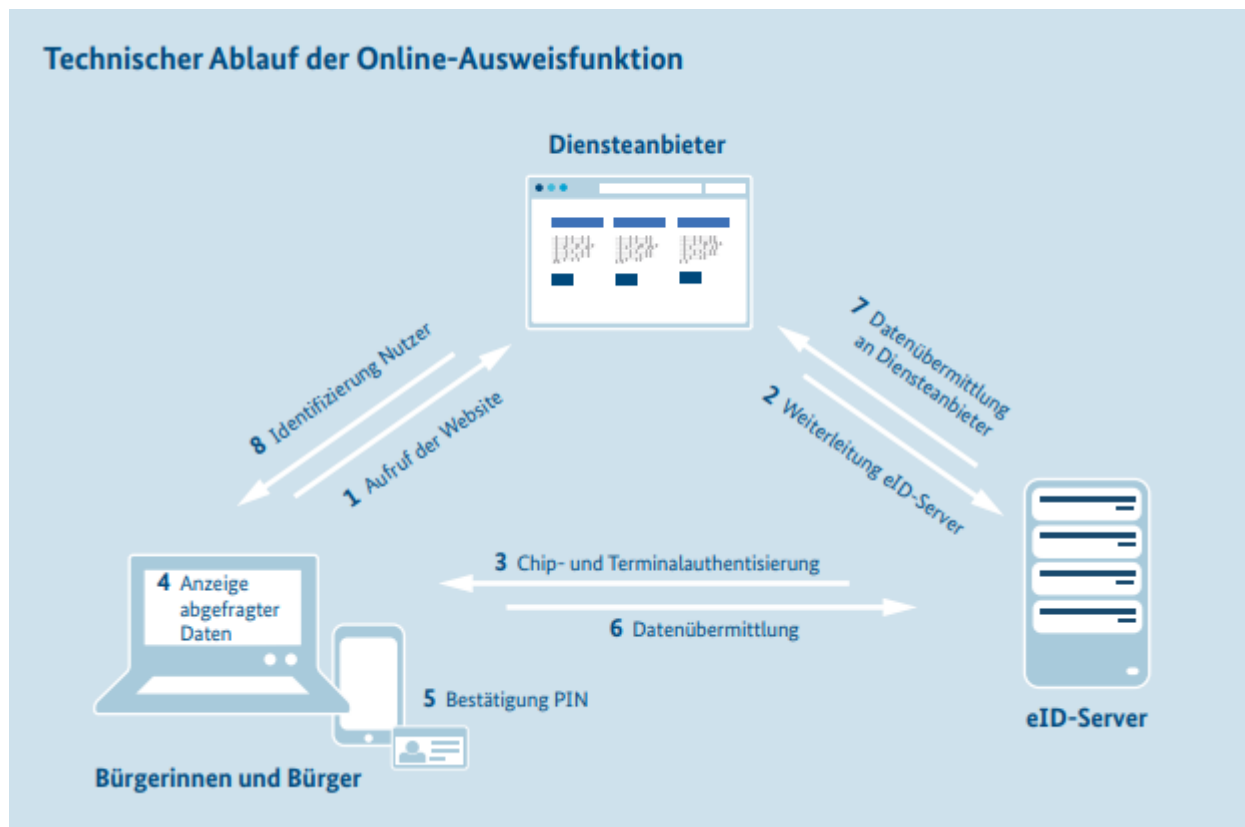 Technischer Ablauf der Online-Ausweisfunktion
Diensteanbieter
8 Identifizierung Nutzer
1 Aufruf der Website
7 Datenübermittlung
an Diensteanbieter
2 Weiterleitung eID-Server
3 Chip- und Terminalauthentisierung
4 Anzeige
abgefragter
Daten
6 Datenübermittlung
5 Bestätigung PIN
eID-Server
Bürgerinnen und Bürger